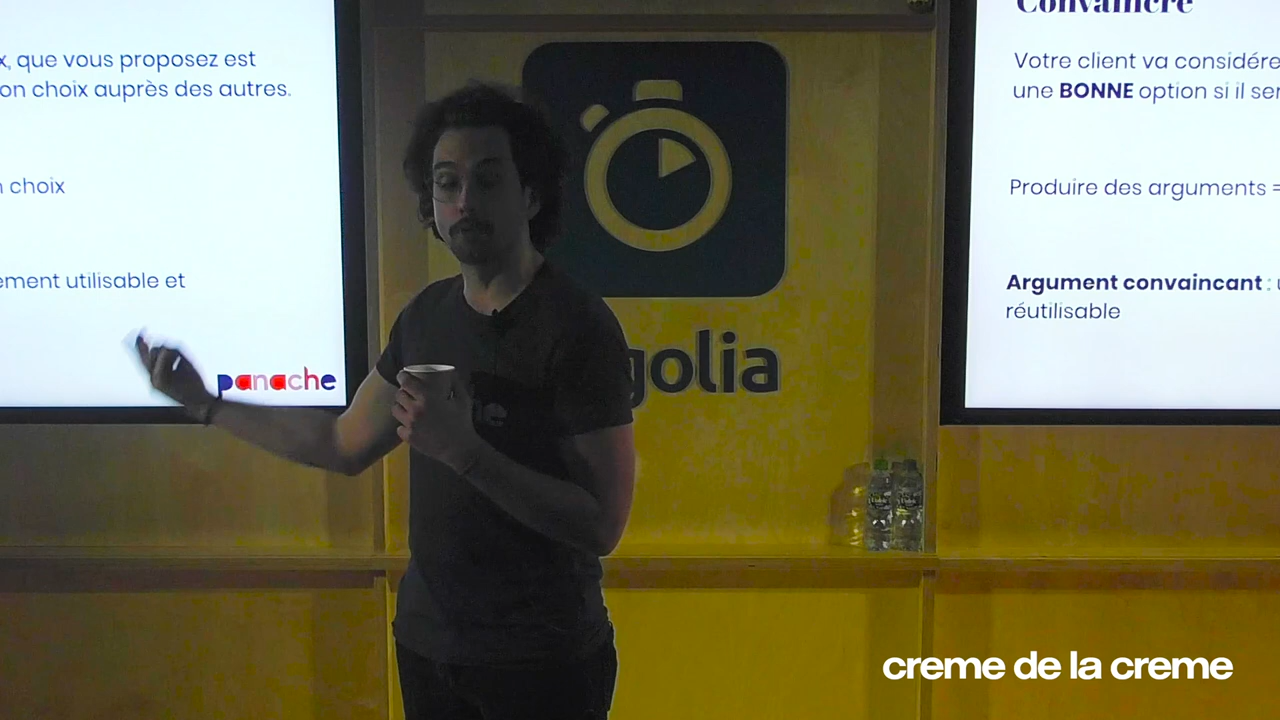 x, que vous proposez est
on choix auprès des autres.
choix
ement utilisable et
panache
golia
Convaincre
Votre client va considére
une BONNE option si il ser
Produire des arguments =
Argument convaincant :
réutilisable
creme de la creme